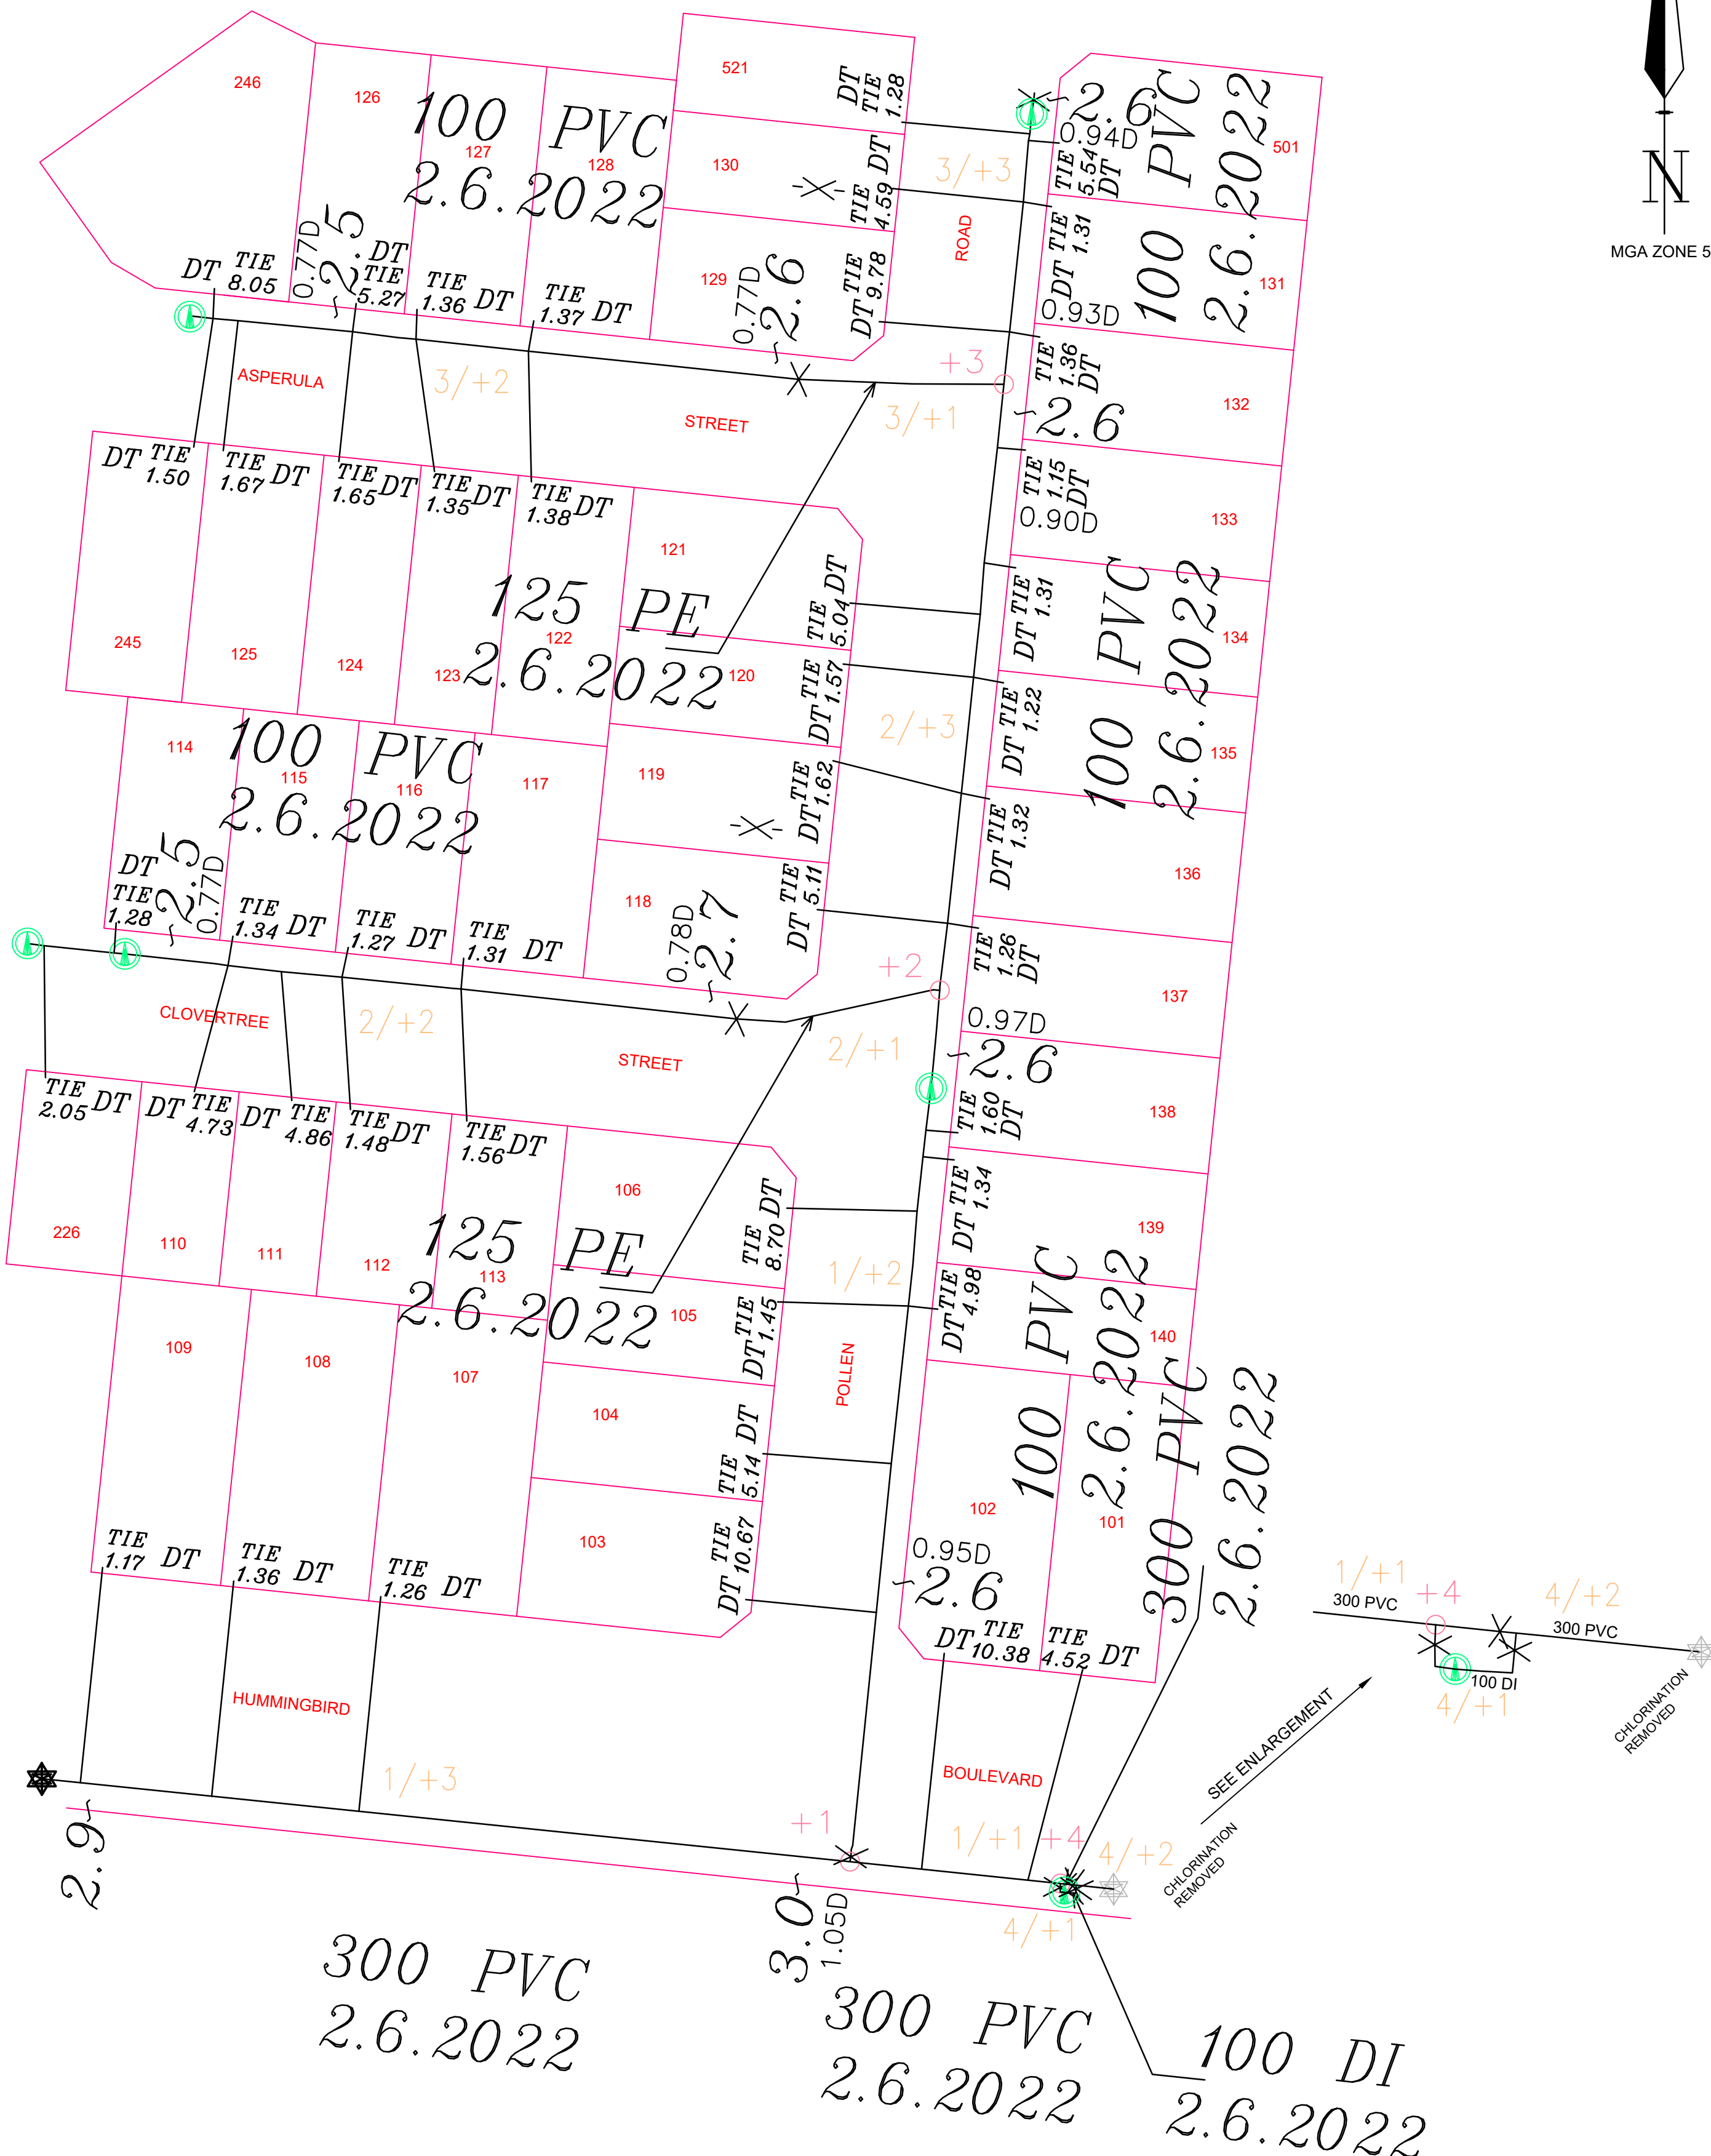 N
MGA ZONE 5
246
126
127
128
521
130
129
501
131
132
133
134
135
136
137
138
139
140
102
101
245
125
124
123
122
121
120
119
118
114
115
116
117
226
110
111
112
113
106
105
104
103
109
108
107
100 PVC
2.6.2022
100 PVC
2.6.2022
100 PVC
2.6.2022
DT TIE
1.28
TIE DT
4.59
DT TIE
9.78
3/+3
ROAD
~2.6
0.94D
TIE
5.54
DT
DT TIE
1.31
0.93D
TIE
1.36
DT
~2.6
TIE
1.15
DT
0.90D
DT TIE
8.05
0.77D
~2.5
DT
TIE
5.27
TIE
1.36 DT
TIE
1.37 DT
0.77D
~2.6
+3
ASPERULA
STREET
3/+2
3/+1
DT TIE
1.50
TIE
1.67 DT
TIE
1.65 DT
TIE
1.35 DT
TIE
1.38 DT
125 PE
2.6.2022
TIE DT
5.04
DT TIE
1.57
DT TIE
1.62
DT TIE
5.11
2/+3
DT TIE
1.31
DT TIE
1.22
DT TIE
1.32
TIE
1.26
DT
100 PVC
2.6.2022
100 PVC
2.6.2022
100 PVC
2.6.2022
DT
TIE
1.28
~2.5
0.77D
TIE
1.34 DT
TIE
1.27 DT
TIE
1.31 DT
0.78D
~2.7
+2
0.97D
~2.6
TIE
1.60
DT
DT TIE
1.34
DT TIE
4.98
CLOVERTREE
STREET
2/+2
2/+1
TIE
2.05 DT
DT TIE
4.73
DT TIE
4.86
TIE
1.48 DT
TIE
1.56 DT
125 PE
2.6.2022
TIE DT
8.70
DT TIE
1.45
TIE DT
5.14
DT TIE
10.67
1/+2
POLLEN
100 PVC
2.6.2022
100
2.6.2022
300 PVC
2.6.2022
0.95D
~2.6
DT TIE
10.38
TIE
4.52 DT
TIE
1.17 DT
TIE
1.36 DT
TIE
1.26 DT
HUMMINGBIRD
BOULEVARD
1/+3
+1
1/+1
+4
4/+2
4/+1
2.9~
3.0~
1.05D
300 PVC
2.6.2022
300 PVC
2.6.2022
100 DI
2.6.2022
CHLORINATION
REMOVED
SEE ENLARGEMENT
1/+1
300 PVC
+4
4/+2
300 PVC
100 DI
4/+1
CHLORINATION
REMOVED